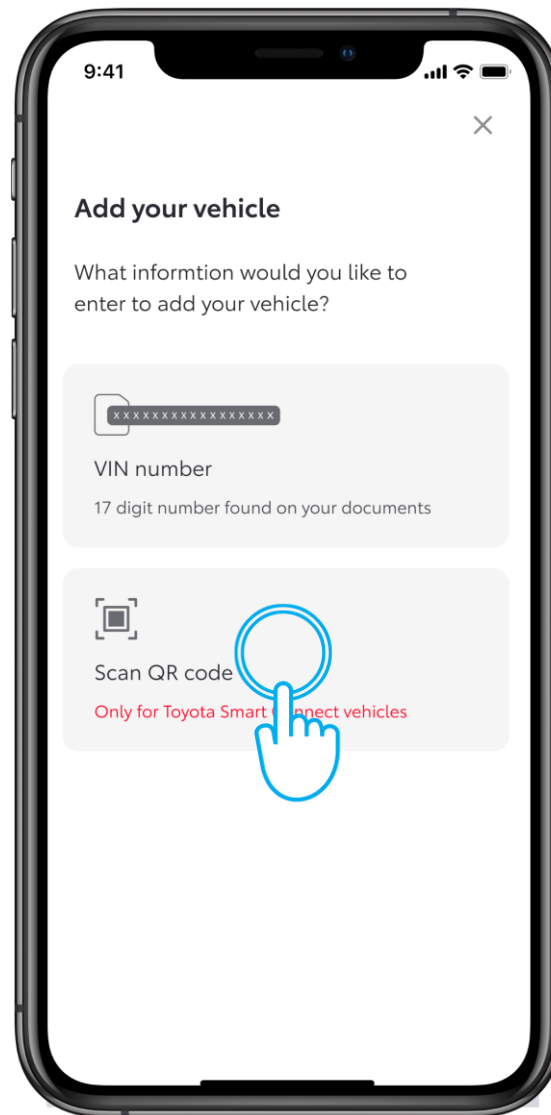 9:41
Add your vehicle
What informtion would you like to
enter to add your vehicle?
x x x x x x x x x x x x x x x x x
VIN number
17 digit number found on your documents
Scan QR code
Only for Toyota Smart Connect vehicles